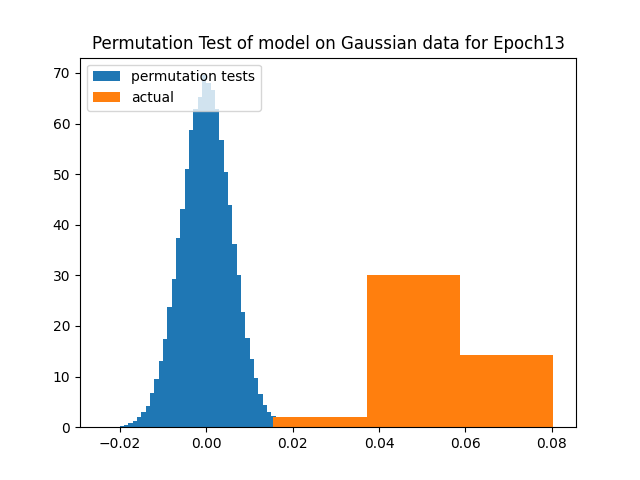 Permutation Test of model on Gaussian data for Epoch13
permutation tests
actual
70
60
50
40
30
20
10
0
−0.02 0.00 0.02 0.04 0.06 0.08